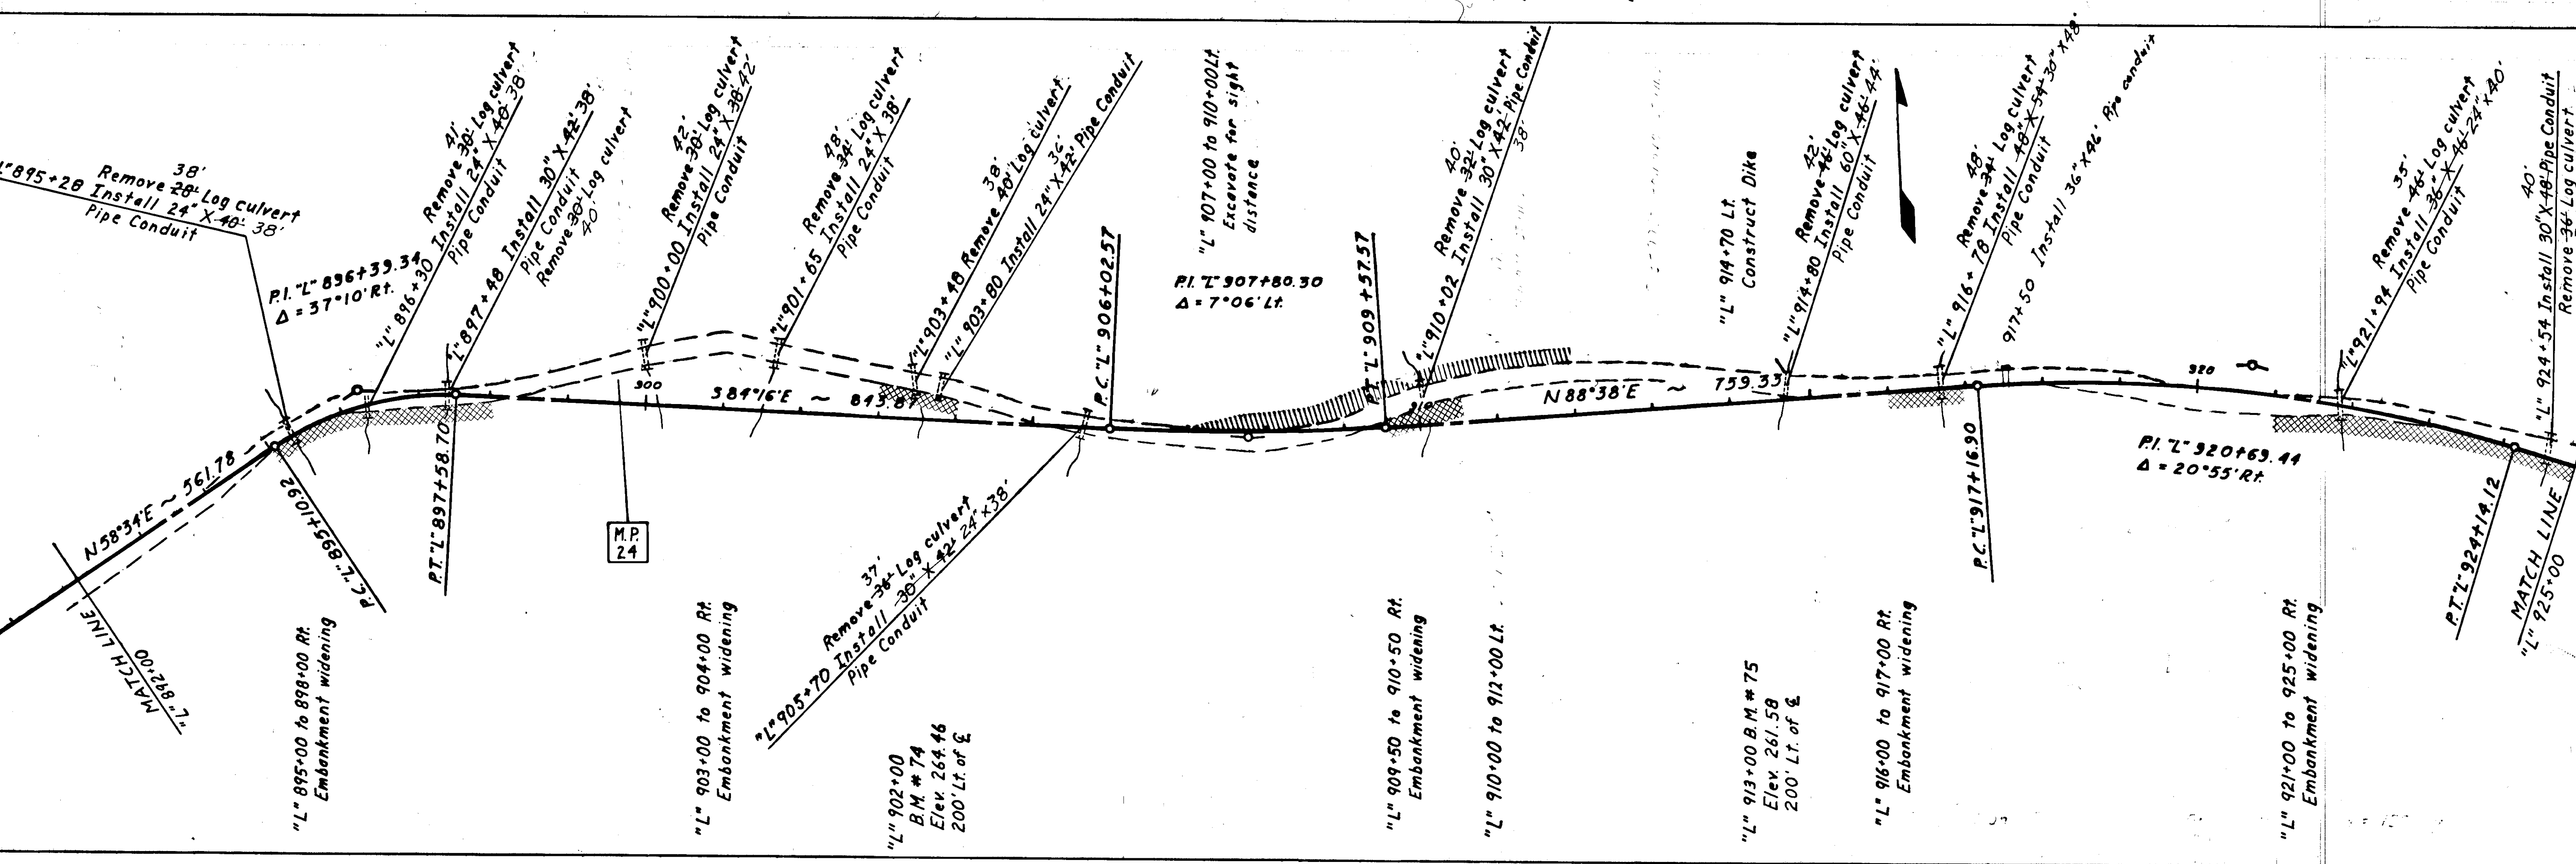 38'
Remove 28' Log culvert
"L" 895+28 Install 24" X 40' 38'
Pipe Conduit
P.I. "L" 896+39.34
Δ = 37°10' Rt.
41'
Remove 30' Log culvert
"L" 896+30 Install 24" X 40' 38'
Pipe Conduit
"L" 897+48 Install 30" X 42' 38'
Pipe Conduit
Remove 30' Log culvert
40'
42'
Remove 30' Log culvert
"L" 900+00 Install 24" X 38' 42'
Pipe Conduit
48'
Remove 34' Log culvert
"L" 901+65 Install 24" X 38'
Pipe Conduit
38'
"L" 903+48 Remove 40' Log culvert
36'
"L" 903+80 Install 24" X 42' Pipe Conduit
P.C. "L" 906+02.57
"L" 907+00 to 910+00 Lt.
Excavate for sight
distance
P.I. "L" 907+80.30
Δ = 7°06' Lt.
P.T. "L" 909+57.57
40'
Remove 32' Log culvert
"L" 910+02 Install 30" X 42' Pipe Conduit
38'
"L" 914+70 Lt.
Construct Dike
42'
Remove 46' Log culvert
"L" 914+80 Install 60" X 46' 44'
Pipe Conduit
48'
Remove 34' Log culvert
"L" 916+78 Install 48" X 54' 30" X 48'
Pipe Conduit
917+50 Install 36" X 46' Pipe conduit
35'
Remove 46' Log culvert
"L" 921+94 Install 36" X 46' 24" X 40'
Pipe Conduit
40'
"L" 924+54 Install 30" X 48' Pipe Conduit
Remove 36' Log culvert
N 58°34' E ~ 561.78
900
S 84°16' E ~ 843.87
910
N 88°38' E ~ 759.33
920
MATCH LINE
"L" 892+00
P.C. "L" 895+10.92
P.T. "L" 897+58.70
M.P.
24
37'
Remove 36' Log culvert
"L" 905+70 Install 30" X 42' 24" X 38'
Pipe Conduit
P.C. "L" 917+16.90
P.I. "L" 920+69.44
Δ = 20°55' Rt.
P.T. "L" 924+14.12
MATCH LINE
"L" 925+00
"L" 895+00 to 898+00 Rt.
Embankment widening
"L" 903+00 to 904+00 Rt.
Embankment widening
"L" 902+00
B.M. # 74
Elev. 264.46
200' Lt. of ℄
"L" 909+50 to 910+50 Rt.
Embankment widening
"L" 910+00 to 912+00 Lt.
"L" 913+00 B.M. # 75
Elev. 261.58
200' Lt. of ℄
"L" 916+00 to 917+00 Rt.
Embankment widening
"L" 921+00 to 925+00 Rt.
Embankment widening